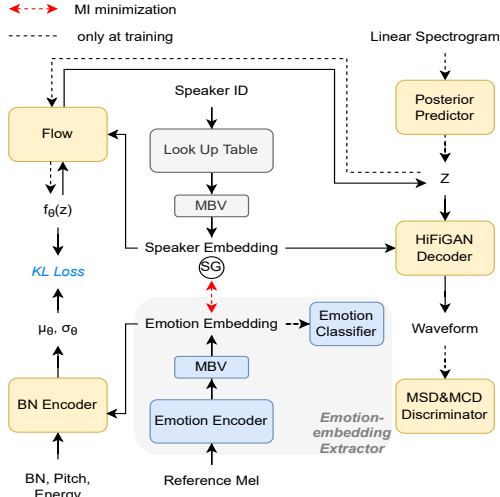 MI minimization
only at training
Linear Spectrogram
Speaker ID
Posterior
Predictor
Flow
Look Up Table
Z
MBV
fθ(z)
Speaker Embedding
HiFiGAN
Decoder
SG
KL Loss
Emotion Embedding
Emotion
Classifier
Waveform
μθ, σθ
MBV
BN Encoder
Emotion Encoder
MSD&MCD
Discriminator
Emotion-
embedding
Extractor
BN, Pitch,
Energy
Reference Mel